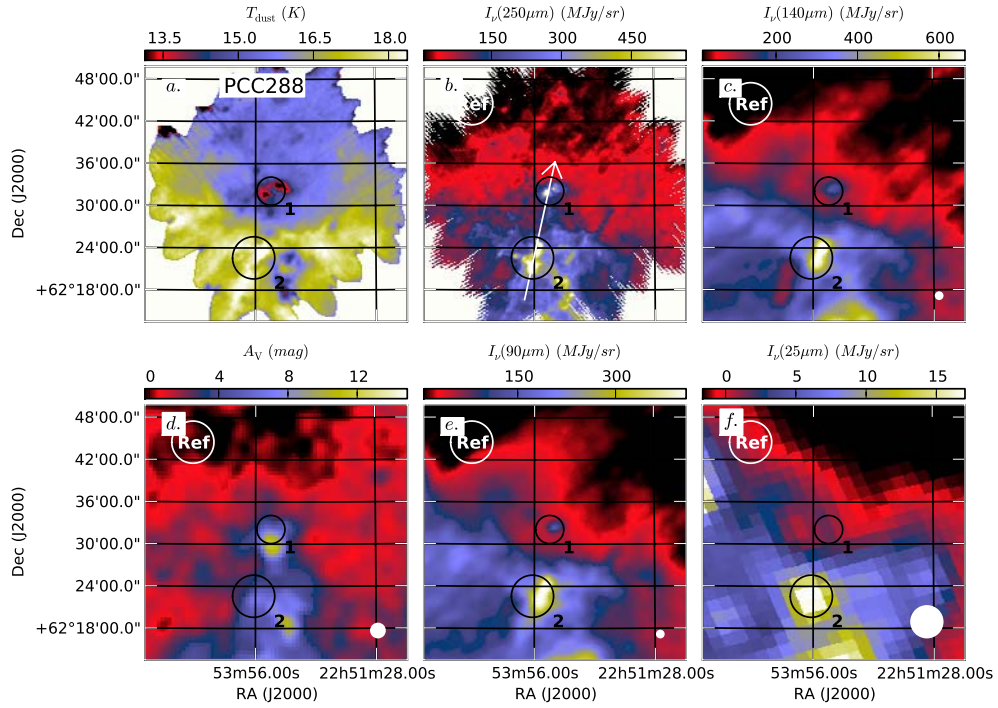 T_dust (K)
I_ν(250μm) (MJy/sr)
I_ν(140μm) (MJy/sr)
13.5 15.0 16.5 18.0
150 300 450
200 400 600
48'00.0"
42'00.0"
36'00.0"
30'00.0"
24'00.0"
+62°18'00.0"
Dec (J2000)
a.
PCC288
1
2
b.
Ref
1
2
c.
Ref
1
2
A_V (mag)
I_ν(90μm) (MJy/sr)
I_ν(25μm) (MJy/sr)
0 4 8 12
150 300
0 5 10 15
48'00.0"
42'00.0"
36'00.0"
30'00.0"
24'00.0"
+62°18'00.0"
Dec (J2000)
d.
Ref
1
2
e.
Ref
1
2
f.
Ref
1
2
53m56.00s 22h51m28.00s
53m56.00s 22h51m28.00s
53m56.00s 22h51m28.00s
RA (J2000)
RA (J2000)
RA (J2000)